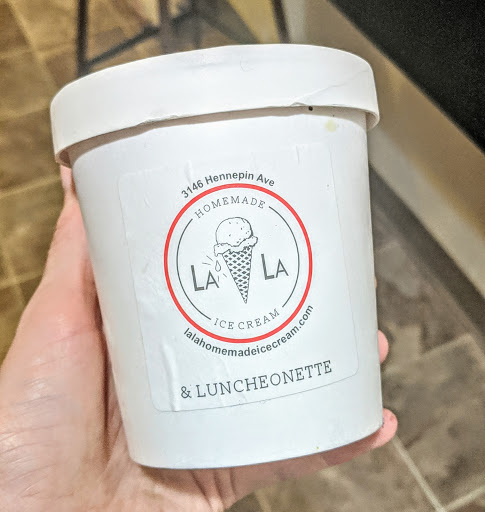 3146 Hennepin Ave
HOMEMADE
LA LA
ICE CREAM
lalahomemadeicecream.com
& LUNCHEONETTE